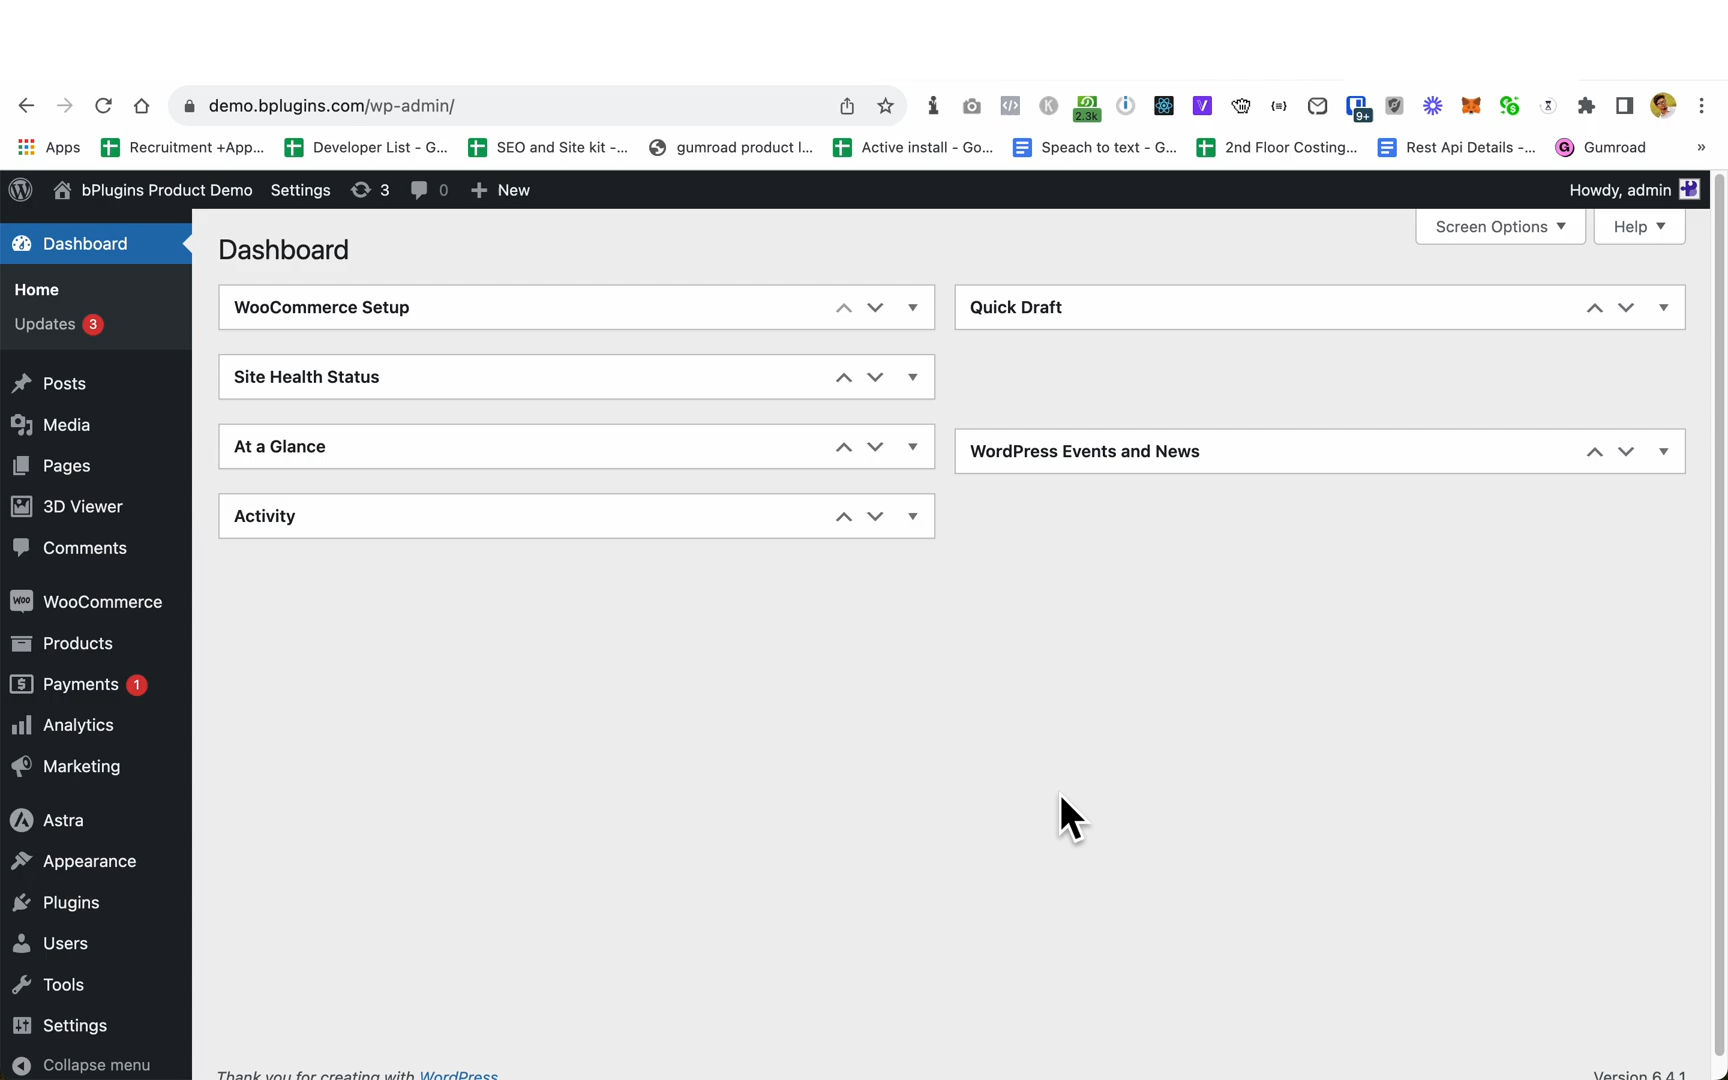 demo.bplugins.com/wp-admin/
2.3k
9+
Apps
Recruitment +App...
Developer List - G...
SEO and Site kit -...
gumroad product l...
Active install - Go...
Speach to text - G...
2nd Floor Costing...
Rest Api Details -...
G Gumroad
»
bPlugins Product Demo
Settings
3
0
New
Howdy, admin
Dashboard
Home
Updates 3
Posts
Media
Pages
3D Viewer
Comments
Woo WooCommerce
Products
Payments 1
Analytics
Marketing
Astra
Appearance
Plugins
Users
Tools
Settings
Collapse menu
Screen Options
Help
Dashboard
WooCommerce Setup
Site Health Status
At a Glance
Activity
Quick Draft
WordPress Events and News
Thank you for creating with WordPress
Version 6.4.1